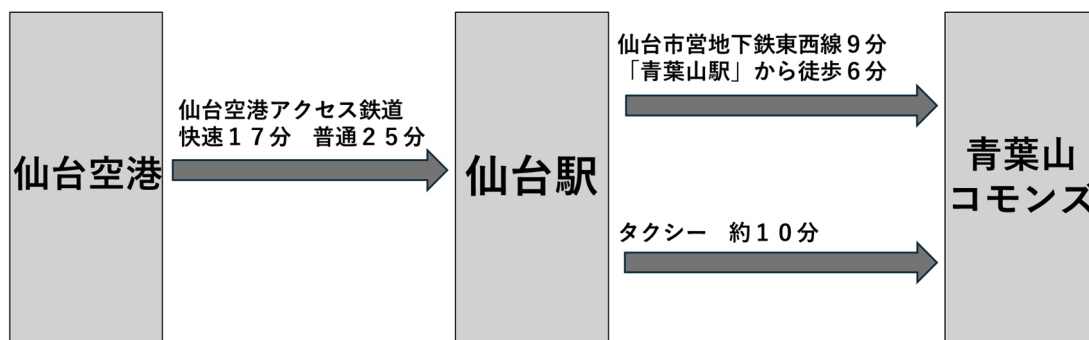 仙台空港
仙台空港アクセス鉄道
快速１７分　普通２５分
仙台駅
仙台市営地下鉄東西線９分
「青葉山駅」から徒歩６分
タクシー　約１０分
青葉山
コモンズ